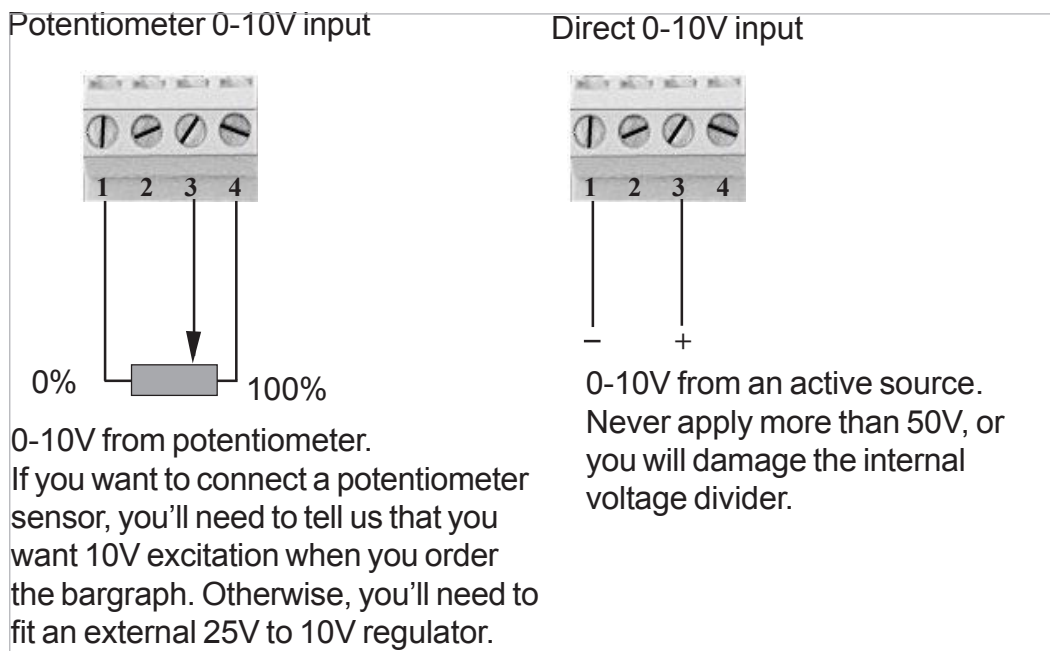 Potentiometer 0-10V input
1 2 3 4
0% 100%
0-10V from potentiometer.
If you want to connect a potentiometer
sensor, you’ll need to tell us that you
want 10V excitation when you order
the bargraph. Otherwise, you’ll need to
fit an external 25V to 10V regulator.
Direct 0-10V input
1 2 3 4
– +
0-10V from an active source.
Never apply more than 50V, or
you will damage the internal
voltage divider.